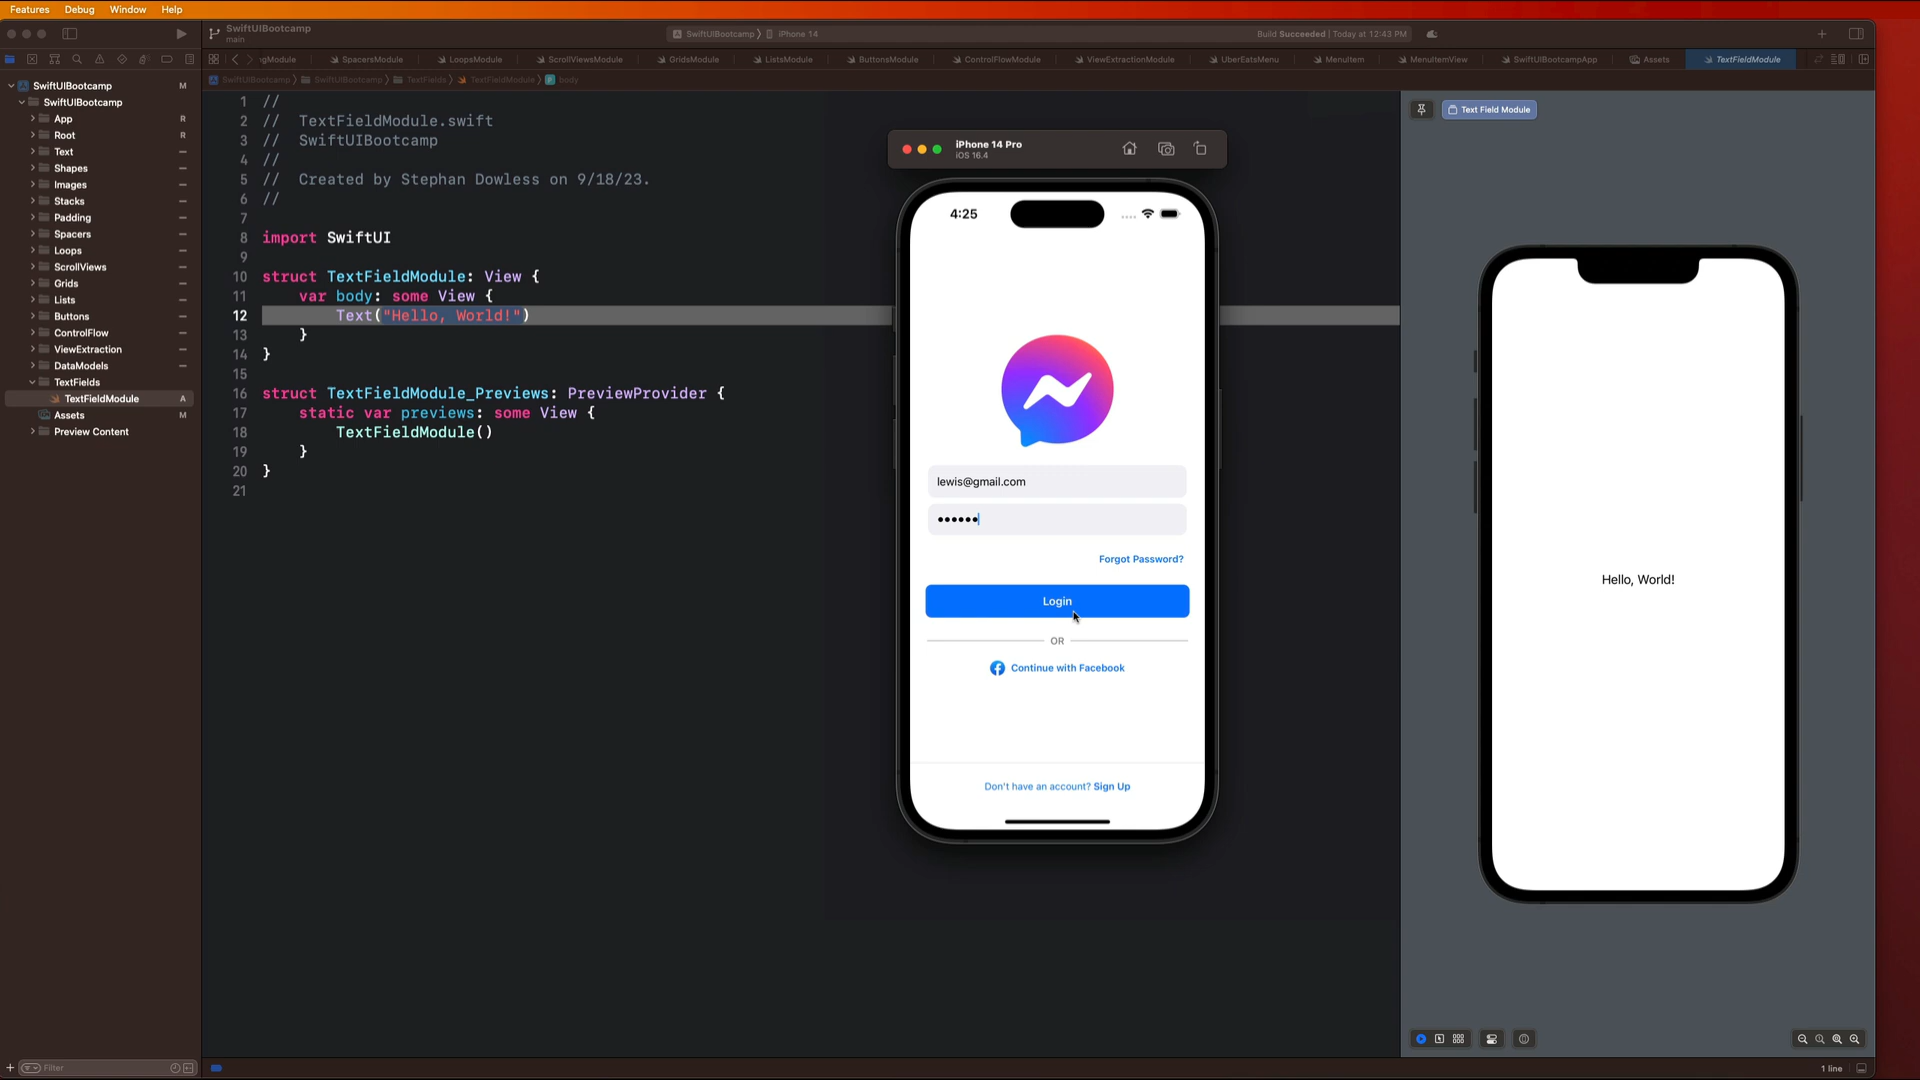 Features Debug Window Help
SwiftUIBootcamp
main
SwiftUIBootcamp iPhone 14
Build Succeeded | Today at 12:43 PM
gModule SpacersModule LoopsModule ScrollViewsModule GridsModule ListsModule ButtonsModule ControlFlowModule ViewExtractionModule UberEatsMenu MenuItem MenuItemView SwiftUIBootcampApp Assets TextFieldModule
SwiftUIBootcamp SwiftUIBootcamp TextFields TextFieldModule body
SwiftUIBootcamp M
SwiftUIBootcamp
App R
Root R
Text
Shapes
Images
Stacks
Padding
Spacers
Loops
ScrollViews
Grids
Lists
Buttons
ControlFlow
ViewExtraction
DataModels
TextFields
TextFieldModule A
Assets M
Preview Content
Filter
1 //
2 // TextFieldModule.swift
3 // SwiftUIBootcamp
4 //
5 // Created by Stephan Dowless on 9/18/23.
6 //
7
8 import SwiftUI
9
10 struct TextFieldModule: View {
11 var body: some View {
12 Text("Hello, World!")
13 }
14 }
15
16 struct TextFieldModule_Previews: PreviewProvider {
17 static var previews: some View {
18 TextFieldModule()
19 }
20 }
21
iPhone 14 Pro
iOS 16.4
4:25
lewis@gmail.com
••••••
Forgot Password?
Login
OR
Continue with Facebook
Don't have an account? Sign Up
Text Field Module
Hello, World!
1 line